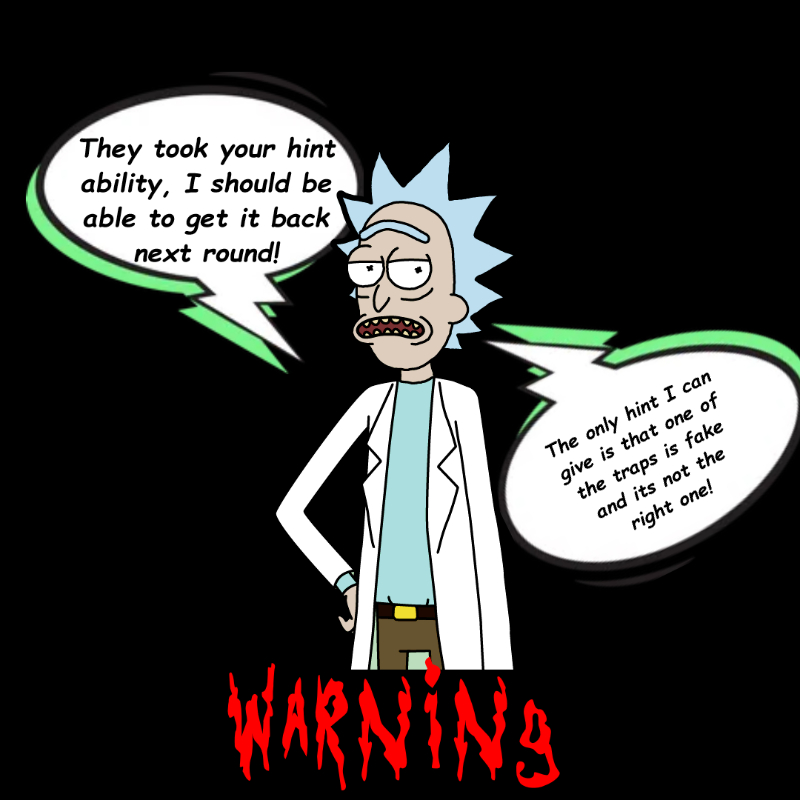 They took your hint
ability, I should be
able to get it back
next round!
The only hint I can
give is that one of
the traps is fake
and its not the
right one!
WARNiNg